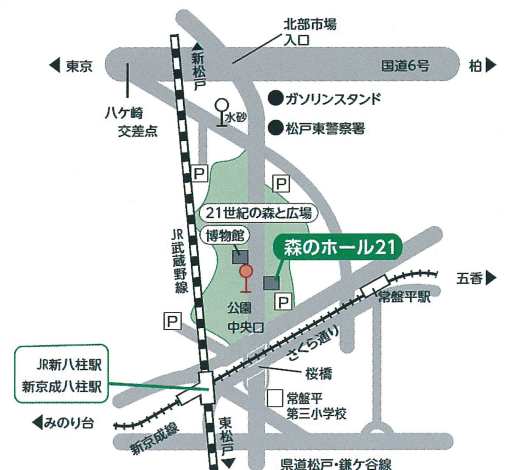 北部市場
入口
新松戸
東京
国道6号
柏
八ケ崎
交差点
水砂
ガソリンスタンド
松戸東警察署
P
P
21世紀の森と広場
博物館
森のホール21
JR武蔵野線
五香
常盤平駅
公園
中央口
P
P
さくら通り
JR新八柱駅
新京成八柱駅
桜橋
常盤平
第三小学校
みのり台
新京成線
東松戸
県道松戸・鎌ケ谷線